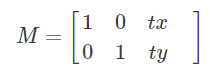 M = [ 1 0 tx
0 1 ty ]